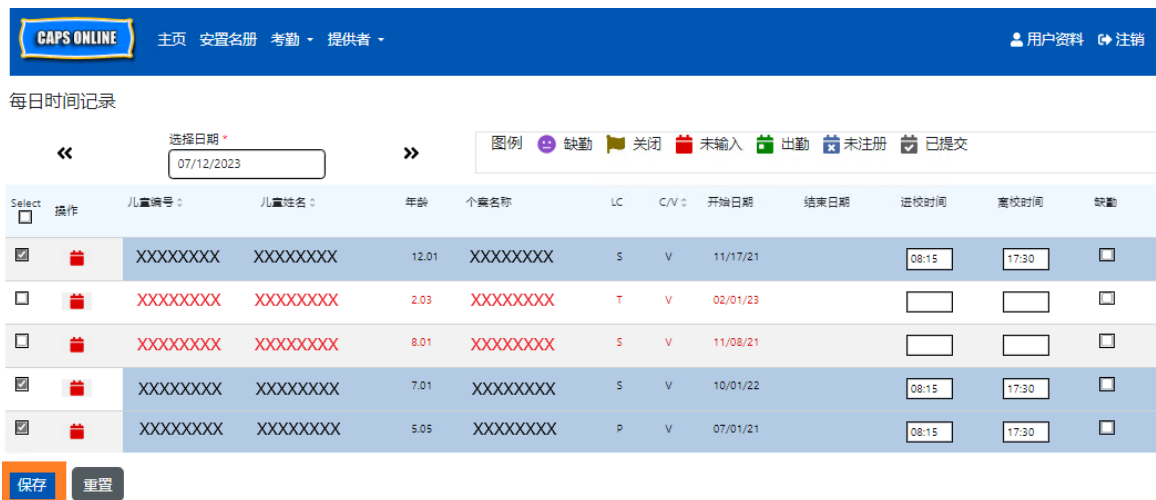 CAPS ONLINE 主页 安置名册 考勤 提供者 用户资料 注销
每日时间记录
选择日期 *
07/12/2023
图例 缺勤 关闭 未输入 出勤 未注册 已提交
Select 操作 儿童编号 儿童姓名 年龄 个案名称 LC C/V 开始日期 结束日期 进校时间 离校时间 缺勤
XXXXXXXX XXXXXXXX 12.01 XXXXXXXX S V 11/17/21 08:15 17:30
XXXXXXXX XXXXXXXX 2.03 XXXXXXXX T V 02/01/23
XXXXXXXX XXXXXXXX 8.01 XXXXXXXX S V 11/08/21
XXXXXXXX XXXXXXXX 7.01 XXXXXXXX S V 10/01/22 08:15 17:30
XXXXXXXX XXXXXXXX 5.05 XXXXXXXX P V 07/01/21 08:15 17:30
保存 重置